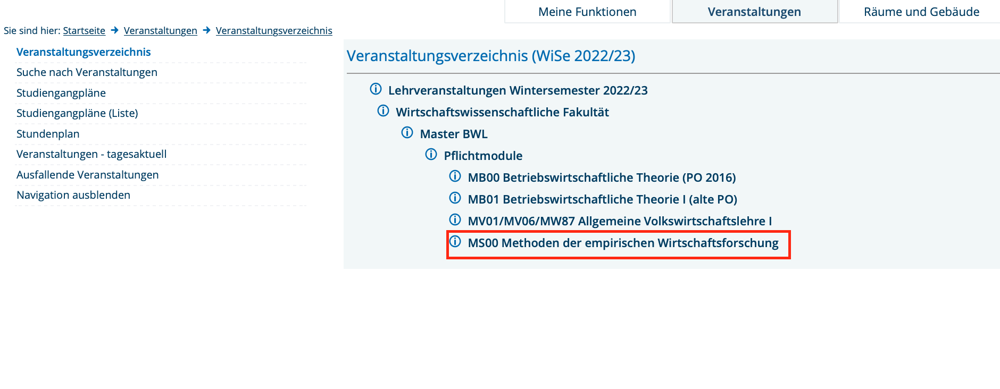 Meine Funktionen
Veranstaltungen
Räume und Gebäude
Sie sind hier: Startseite → Veranstaltungen → Veranstaltungsverzeichnis
Veranstaltungsverzeichnis
Suche nach Veranstaltungen
Studiengangpläne
Studiengangpläne (Liste)
Stundenplan
Veranstaltungen - tagesaktuell
Ausfallende Veranstaltungen
Navigation ausblenden
Veranstaltungsverzeichnis (WiSe 2022/23)
Lehrveranstaltungen Wintersemester 2022/23
Wirtschaftswissenschaftliche Fakultät
Master BWL
Pflichtmodule
MB00 Betriebswirtschaftliche Theorie (PO 2016)
MB01 Betriebswirtschaftliche Theorie I (alte PO)
MV01/MV06/MW87 Allgemeine Volkswirtschaftslehre I
MS00 Methoden der empirischen Wirtschaftsforschung